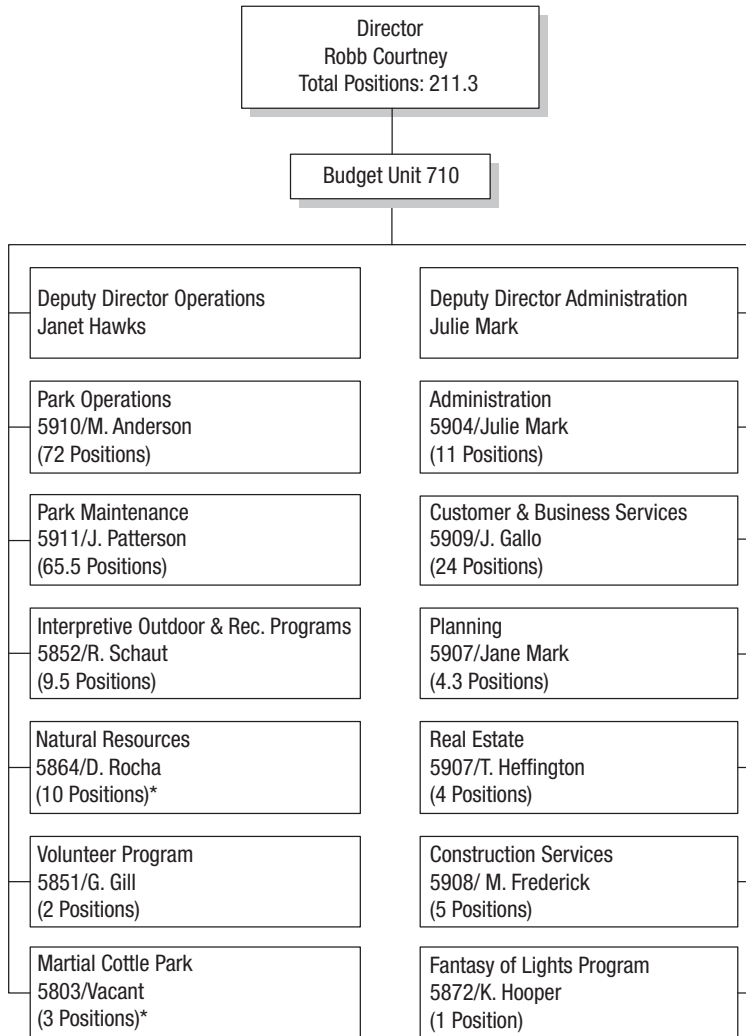 Director
Robb Courtney
Total Positions: 211.3
Budget Unit 710
Deputy Director Operations
Janet Hawks
Park Operations
5910/M. Anderson
(72 Positions)
Park Maintenance
5911/J. Patterson
(65.5 Positions)
Interpretive Outdoor & Rec. Programs
5852/R. Schaut
(9.5 Positions)
Natural Resources
5864/D. Rocha
(10 Positions)*
Volunteer Program
5851/G. Gill
(2 Positions)
Martial Cottle Park
5803/Vacant
(3 Positions)*
Deputy Director Administration
Julie Mark
Administration
5904/Julie Mark
(11 Positions)
Customer & Business Services
5909/J. Gallo
(24 Positions)
Planning
5907/Jane Mark
(4.3 Positions)
Real Estate
5907/T. Heffington
(4 Positions)
Construction Services
5908/ M. Frederick
(5 Positions)
Fantasy of Lights Program
5872/K. Hooper
(1 Position)